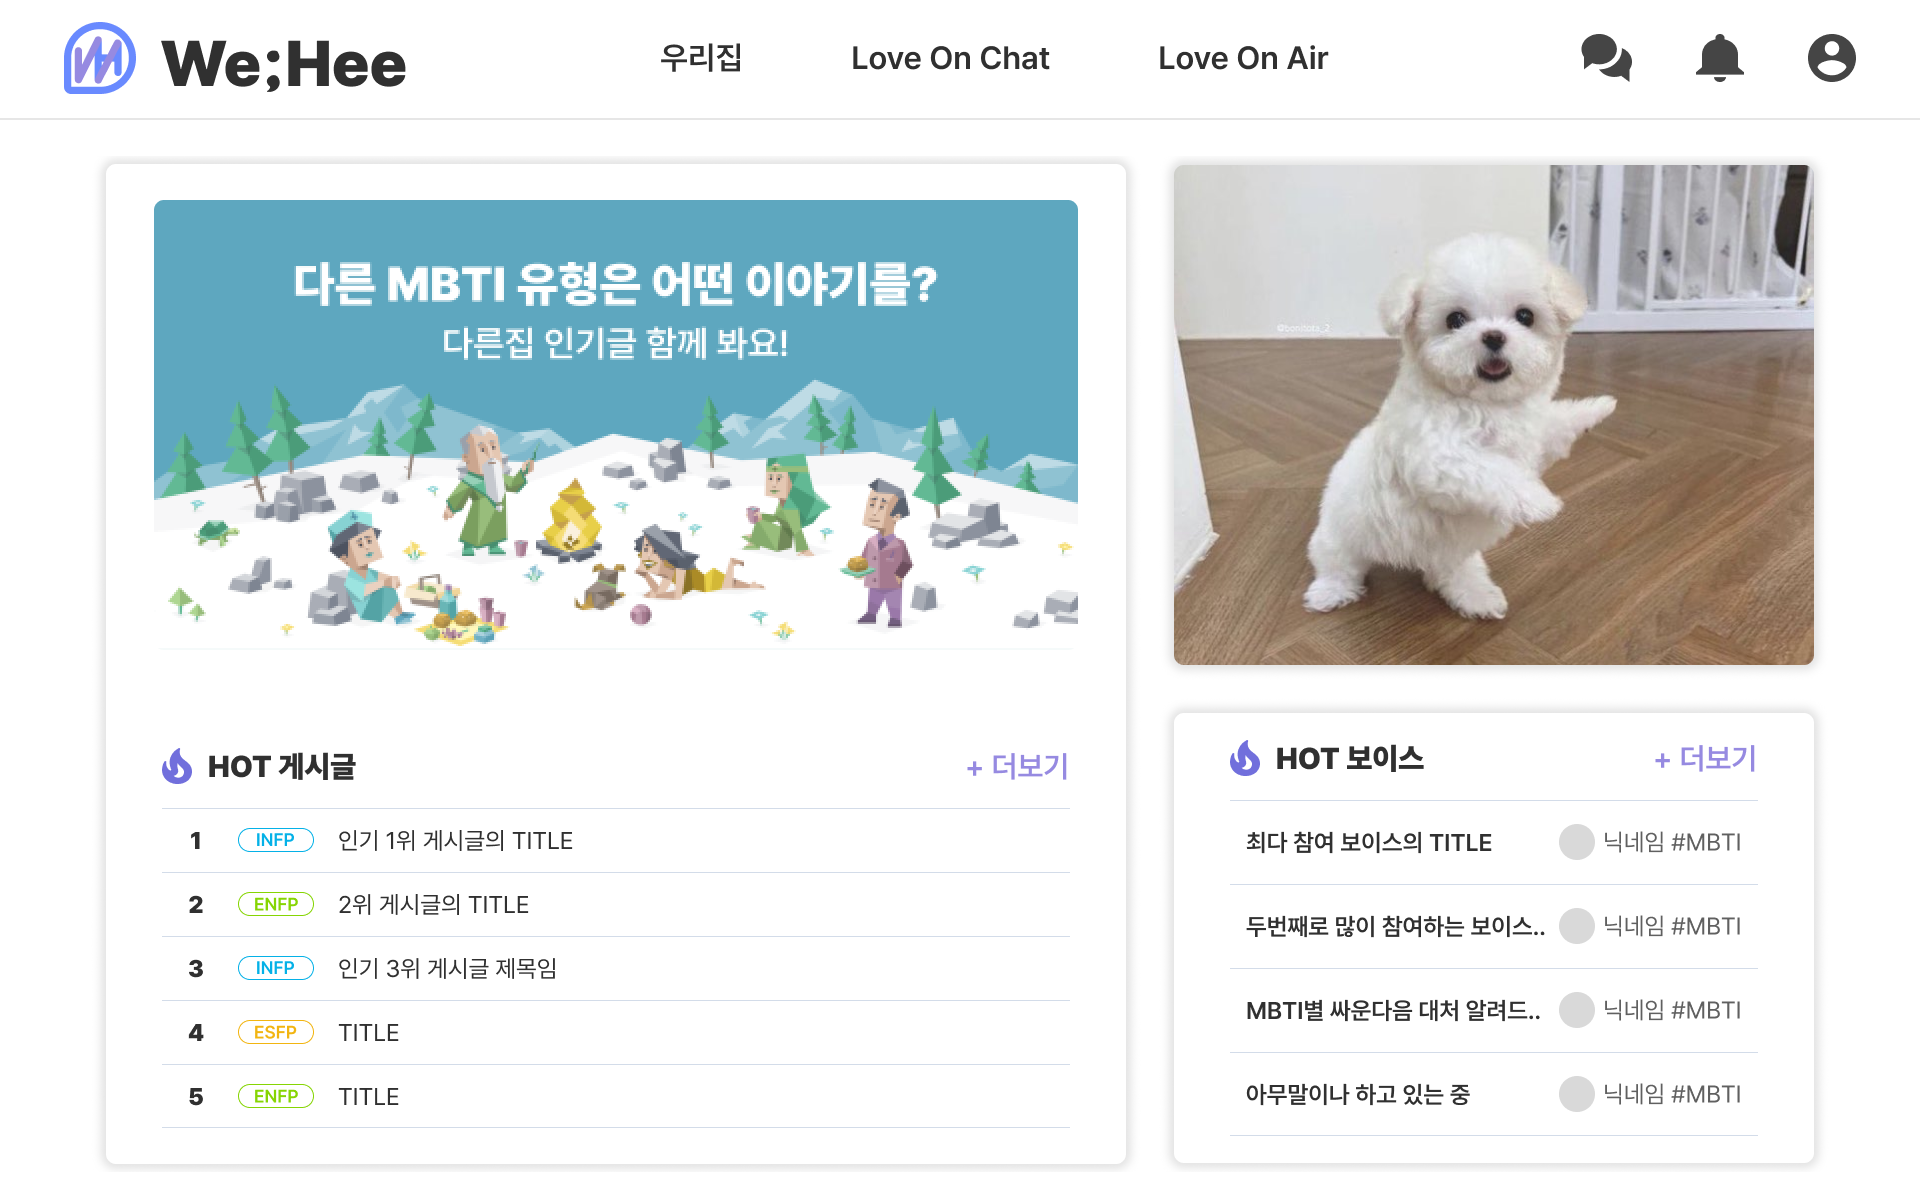 We;Hee
우리집
Love On Chat
Love On Air
다른 MBTI 유형은 어떤 이야기를?
다른집 인기글 함께 봐요!
@bonitota_2
HOT 게시글
+ 더보기
1 INFP 인기 1위 게시글의 TITLE
2 ENFP 2위 게시글의 TITLE
3 INFP 인기 3위 게시글 제목임
4 ESFP TITLE
5 ENFP TITLE
HOT 보이스
+ 더보기
최다 참여 보이스의 TITLE 닉네임 #MBTI
두번째로 많이 참여하는 보이스.. 닉네임 #MBTI
MBTI별 싸운다음 대처 알려드.. 닉네임 #MBTI
아무말이나 하고 있는 중 닉네임 #MBTI